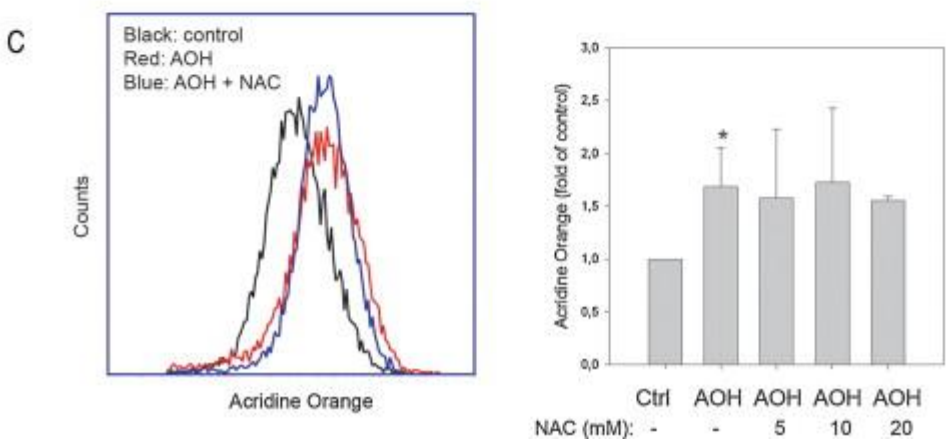 C
Black: control
Red: AOH
Blue: AOH + NAC
Counts
Acridine Orange
Acridine Orange (fold of control)
3,0
2,5
2,0
1,5
1,0
0,5
0,0
*
Ctrl AOH AOH AOH AOH
NAC (mM): - - 5 10 20